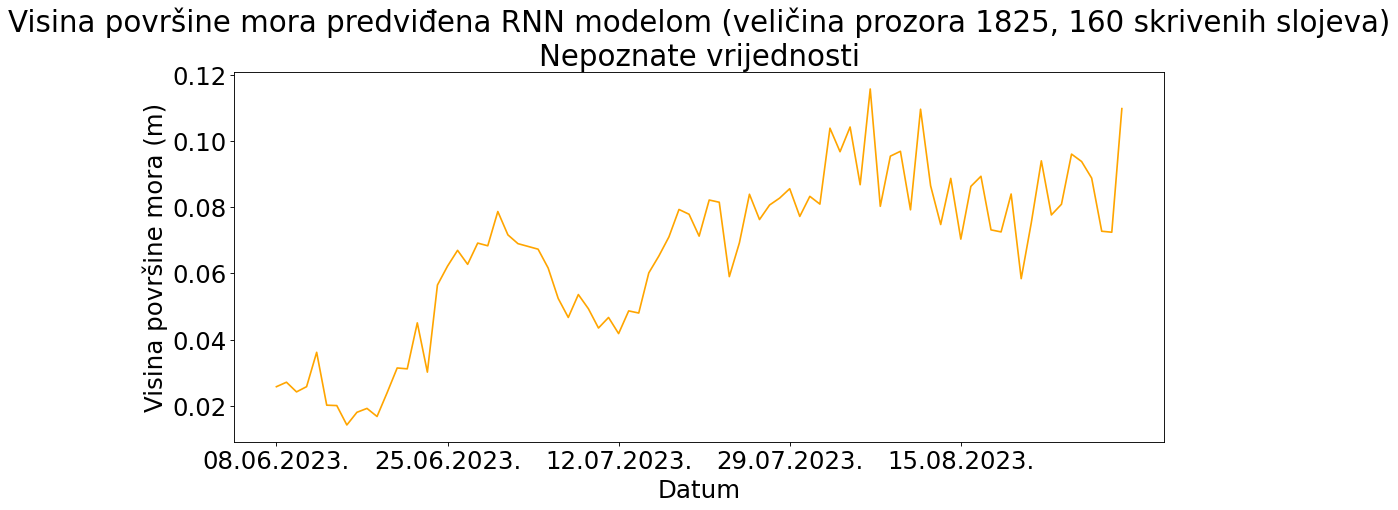 Visina površine mora predviđena RNN modelom (veličina prozora 1825, 160 skrivenih slojeva)
Nepoznate vrijednosti
Visina površine mora (m)
0.12
0.10
0.08
0.06
0.04
0.02
08.06.2023. 25.06.2023. 12.07.2023. 29.07.2023. 15.08.2023.
Datum